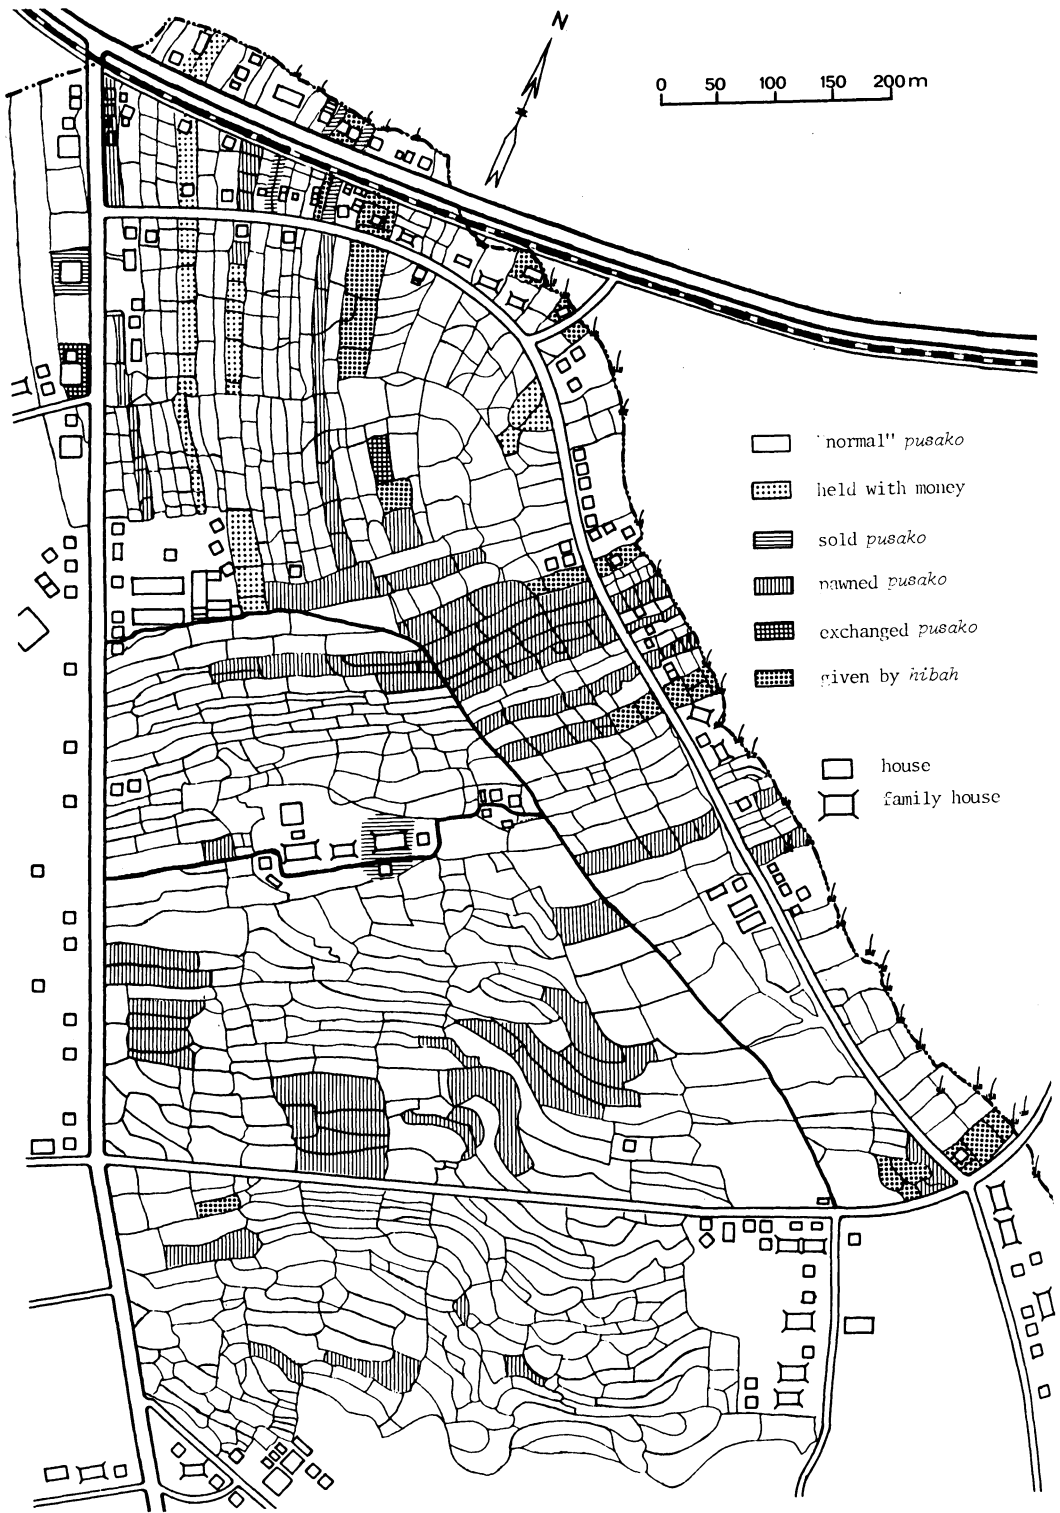 N
0 50 100 150 200 m
normal" pusako
held with money
sold pusako
pawned pusako
exchanged pusako
given by hibah
house
family house